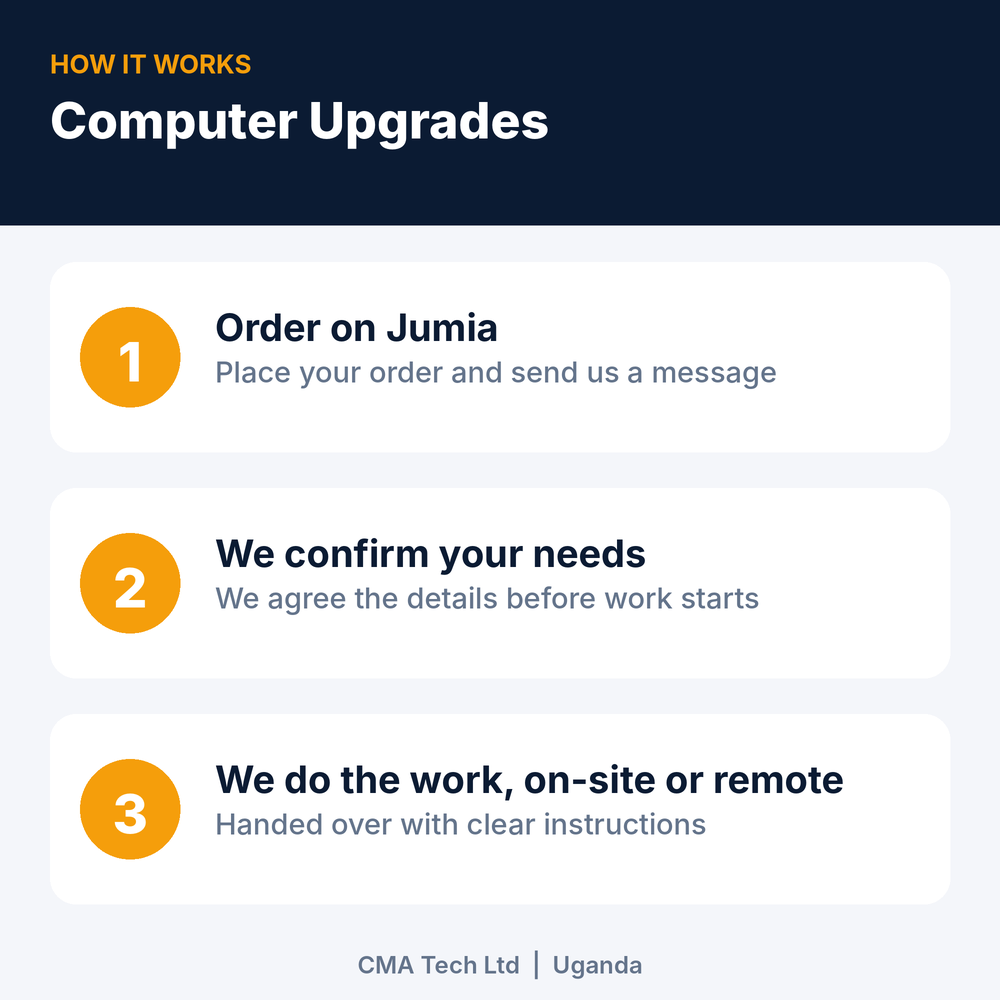 HOW IT WORKS
Computer Upgrades
1
Order on Jumia
Place your order and send us a message
2
We confirm your needs
We agree the details before work starts
3
We do the work, on-site or remote
Handed over with clear instructions
CMA Tech Ltd | Uganda